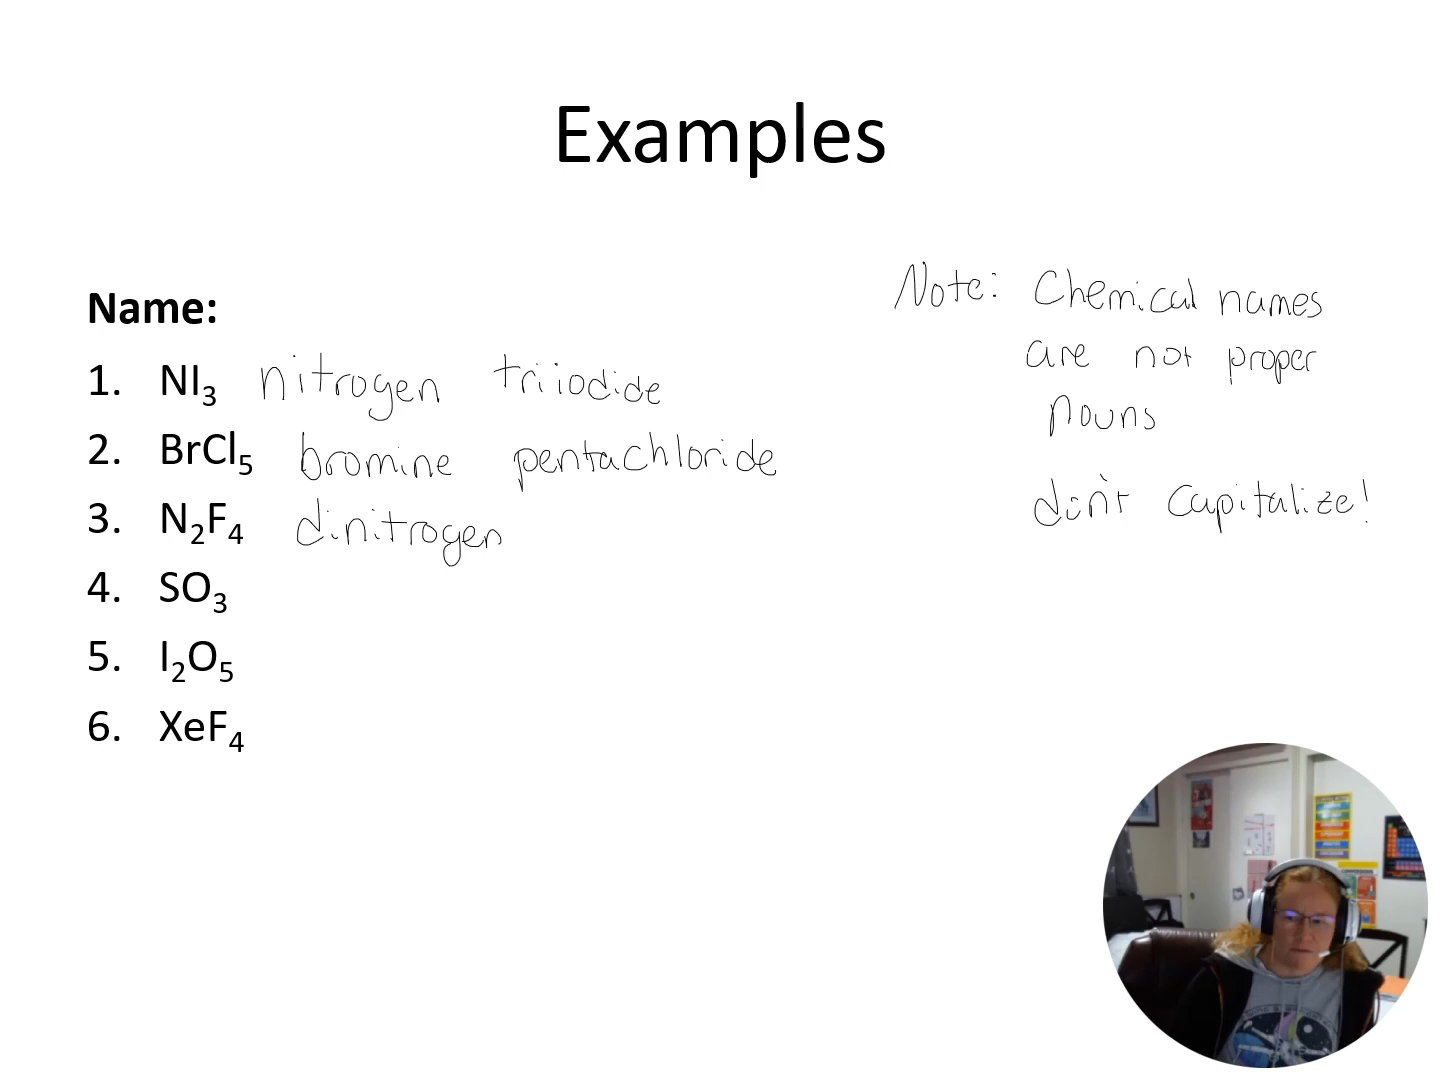 Examples
Name:
1. NI3 nitrogen triiodide
2. BrCl5 bromine pentachloride
3. N2F4 dinitrogen
4. SO3
5. I2O5
6. XeF4
Note: Chemical names
are not proper
nouns
don't capitalize!